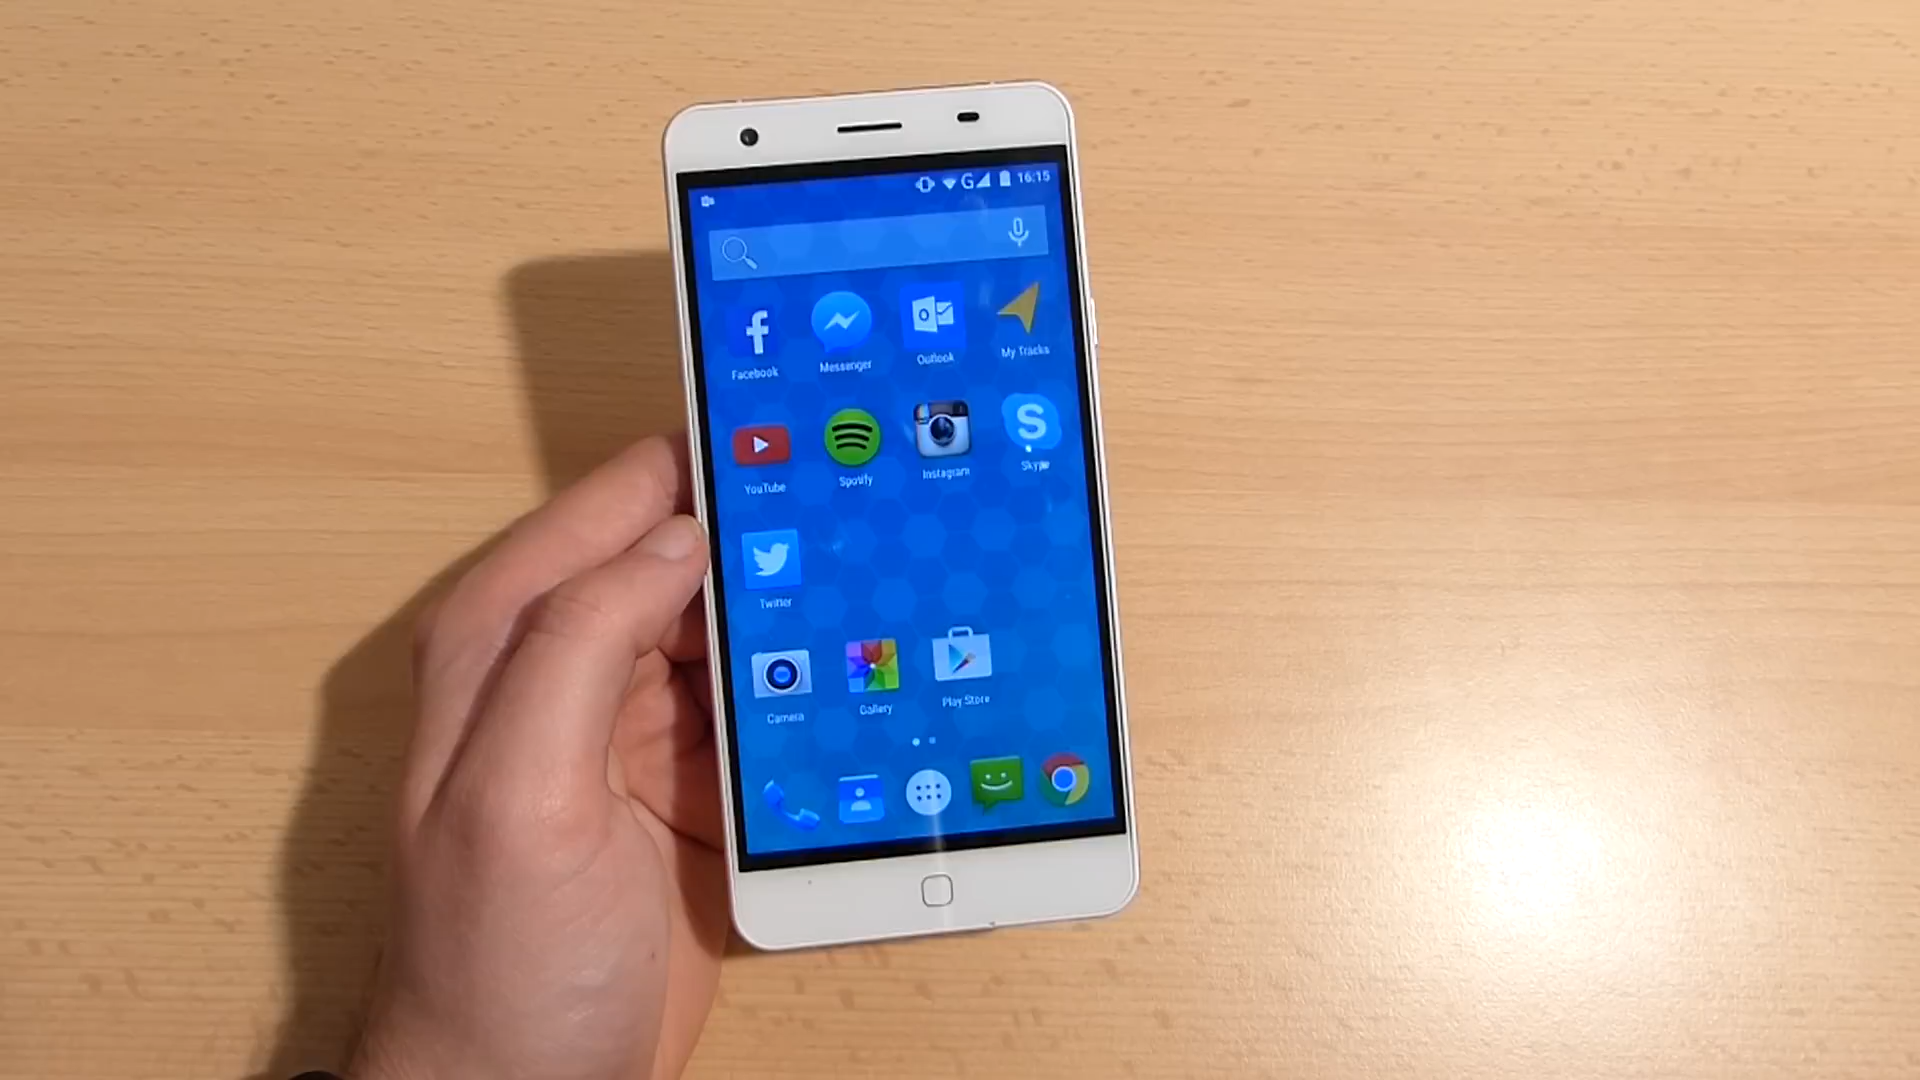 G 16:15
Facebook Messenger Outlook My Tracks
YouTube Spotify Instagram Skype
Twitter
Camera Gallery Play Store